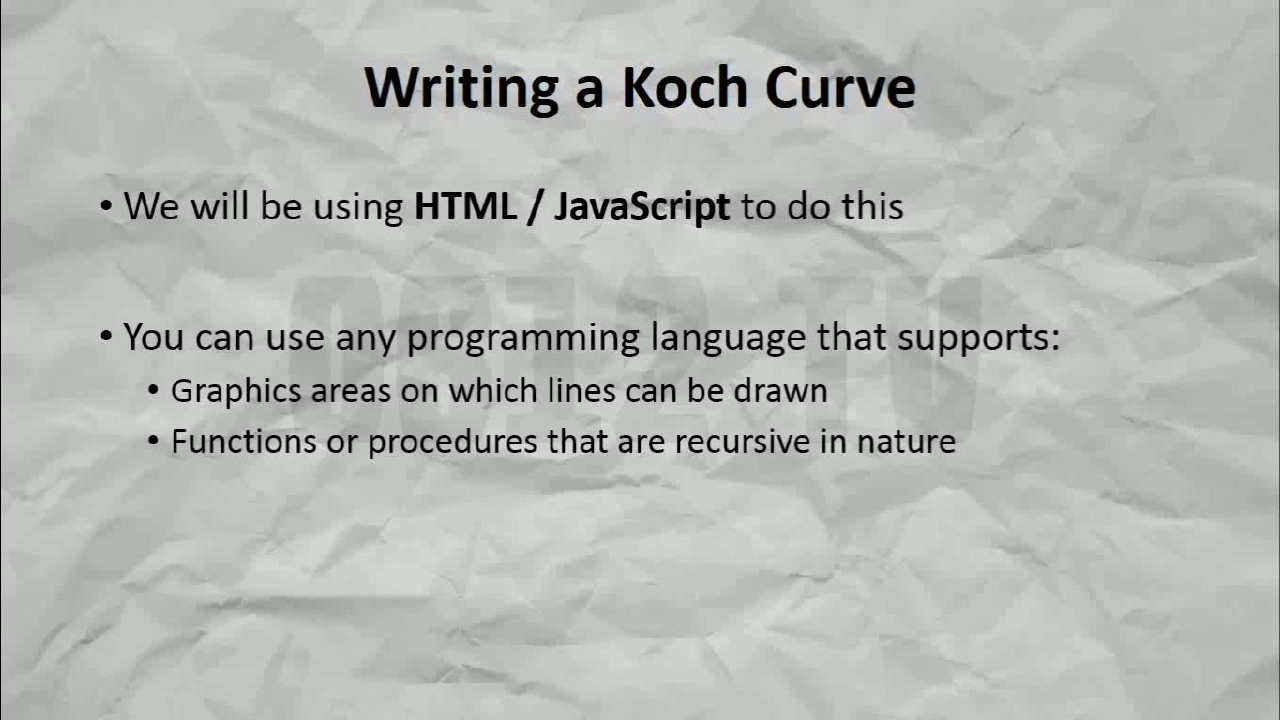 Writing a Koch Curve
• We will be using HTML / JavaScript to do this
• You can use any programming language that supports:
• Graphics areas on which lines can be drawn
• Functions or procedures that are recursive in nature